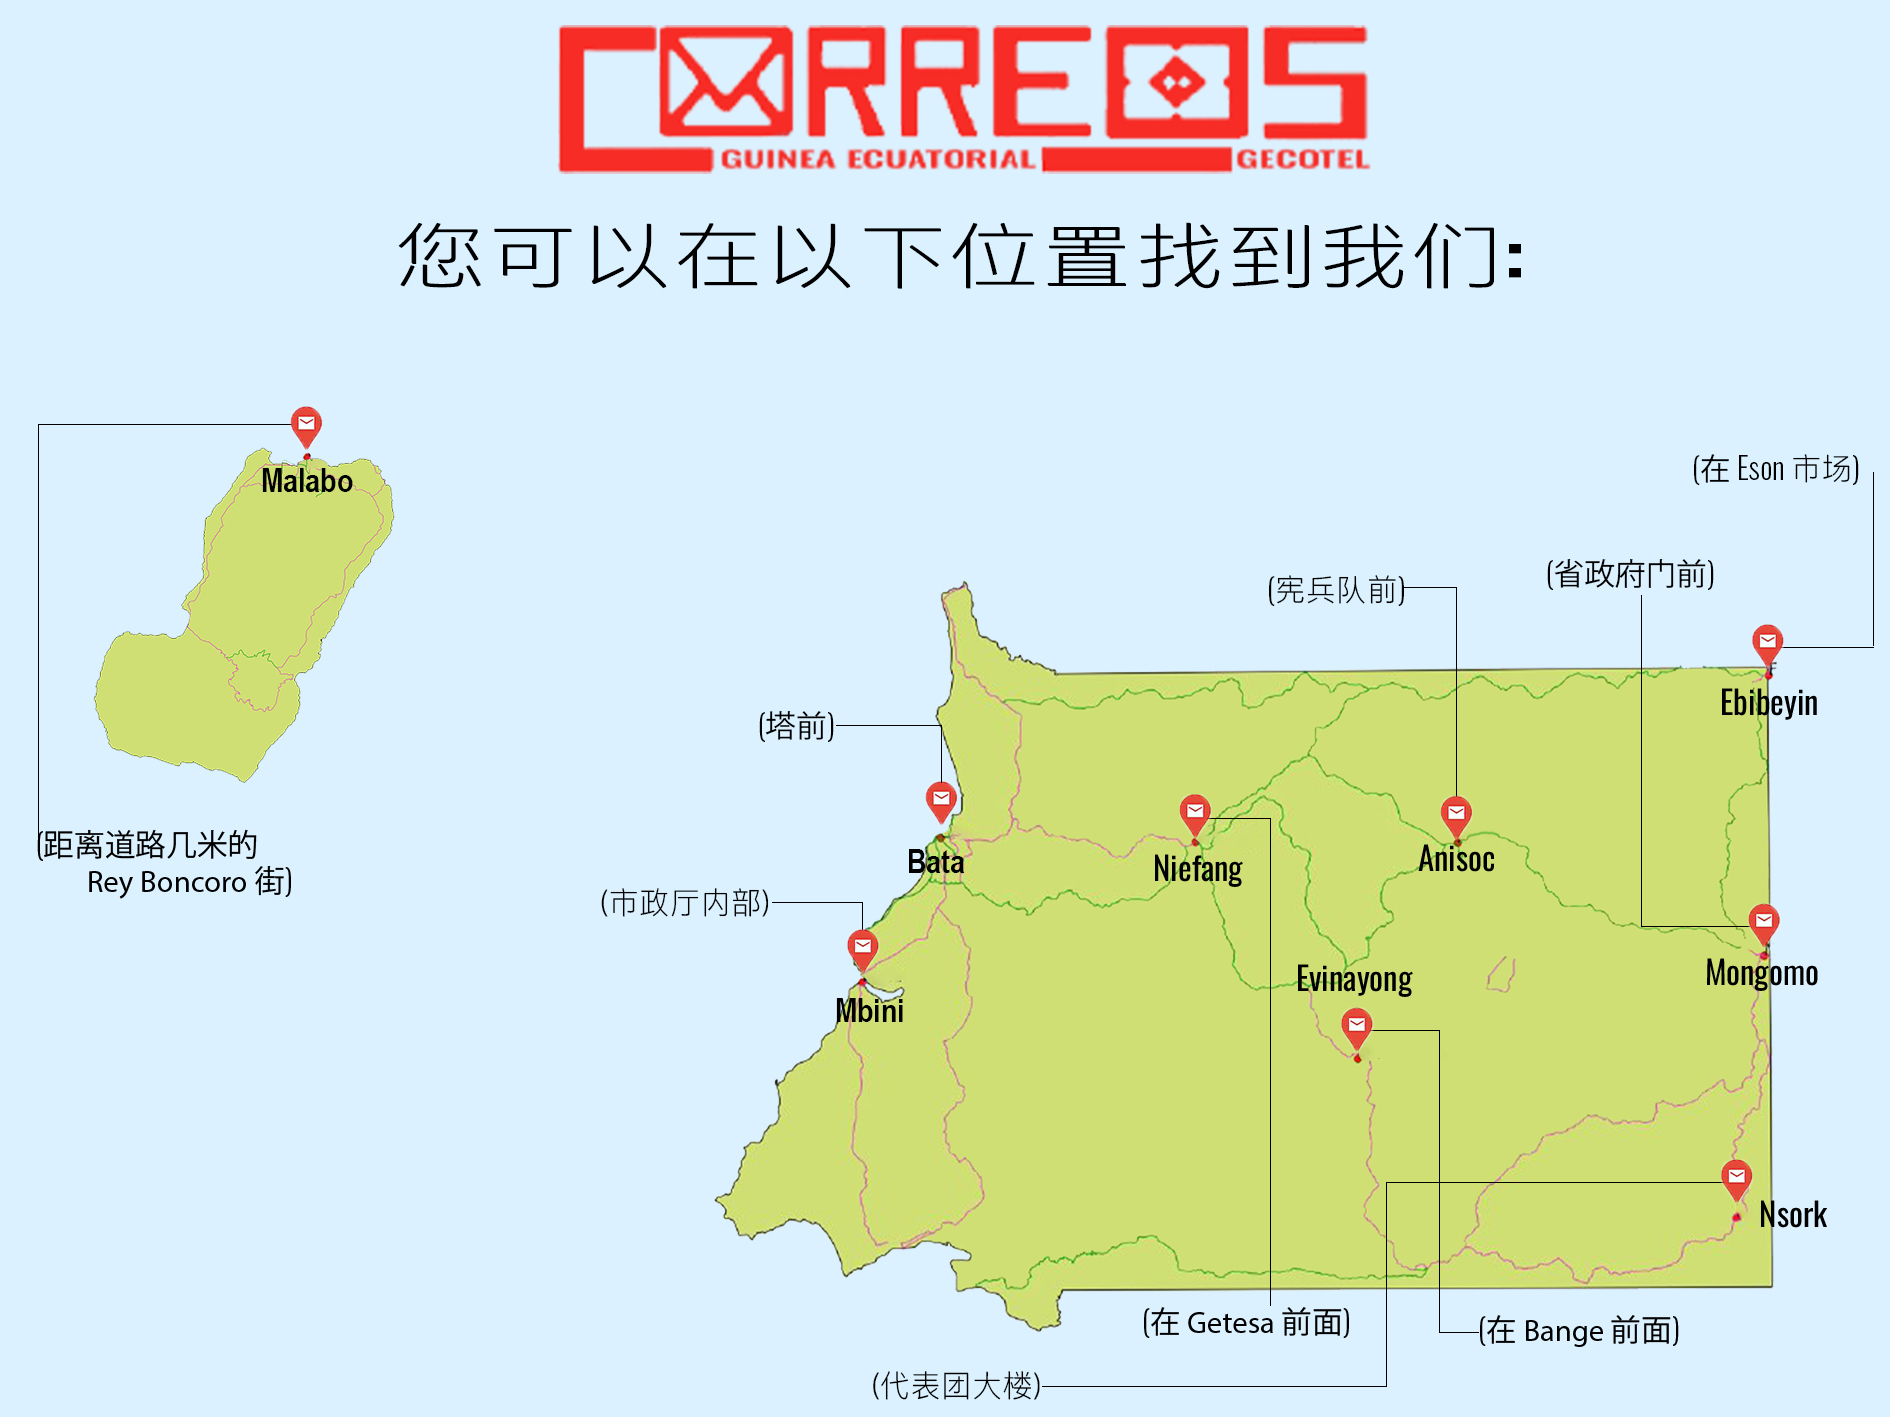 CORREOS
GUINEA ECUATORIAL GECOTEL
您可以在以下位置找到我们:
Malabo
(在 Eson 市场)
(省政府门前)
(宪兵队前)
Ebibeyin
(塔前)
Bata
Niefang
Anisoc
(距离道路几米的
Rey Boncoro 街)
(市政厅内部)
Mbini
Evinayong
Mongomo
Nsork
(在 Getesa 前面)
(在 Bange 前面)
(代表团大楼)